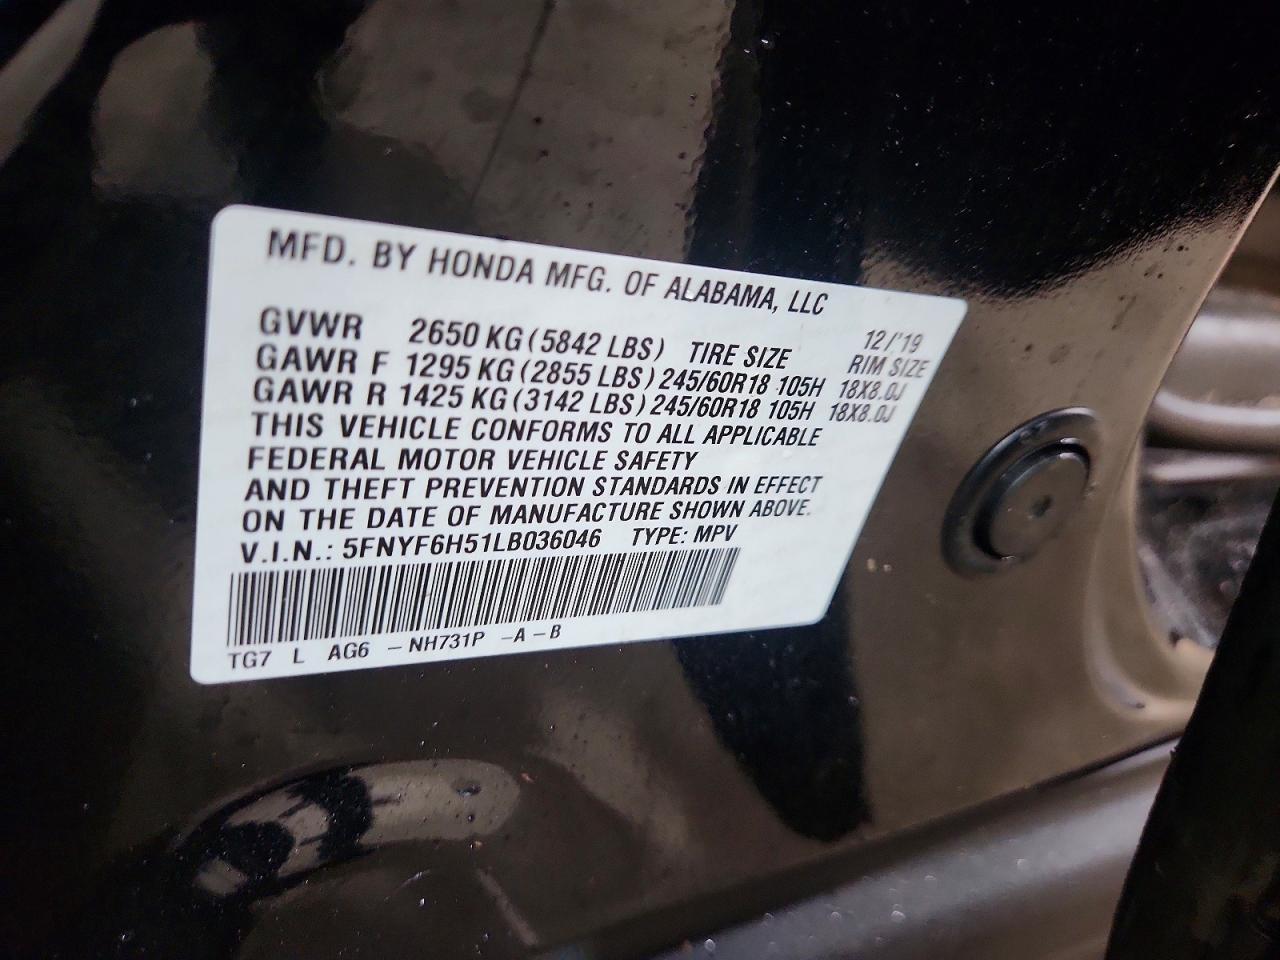 MFD. BY HONDA MFG. OF ALABAMA, LLC
12/'19
GVWR 2650 KG (5842 LBS) TIRE SIZE RIM SIZE
GAWR F 1295 KG (2855 LBS) 245/60R18 105H 18X8.0J
GAWR R 1425 KG (3142 LBS) 245/60R18 105H 18X8.0J
THIS VEHICLE CONFORMS TO ALL APPLICABLE
FEDERAL MOTOR VEHICLE SAFETY
AND THEFT PREVENTION STANDARDS IN EFFECT
ON THE DATE OF MANUFACTURE SHOWN ABOVE.
V.I.N.: 5FNYF6H51LB036046 TYPE: MPV
TG7 L AG6 - NH731P -A-B